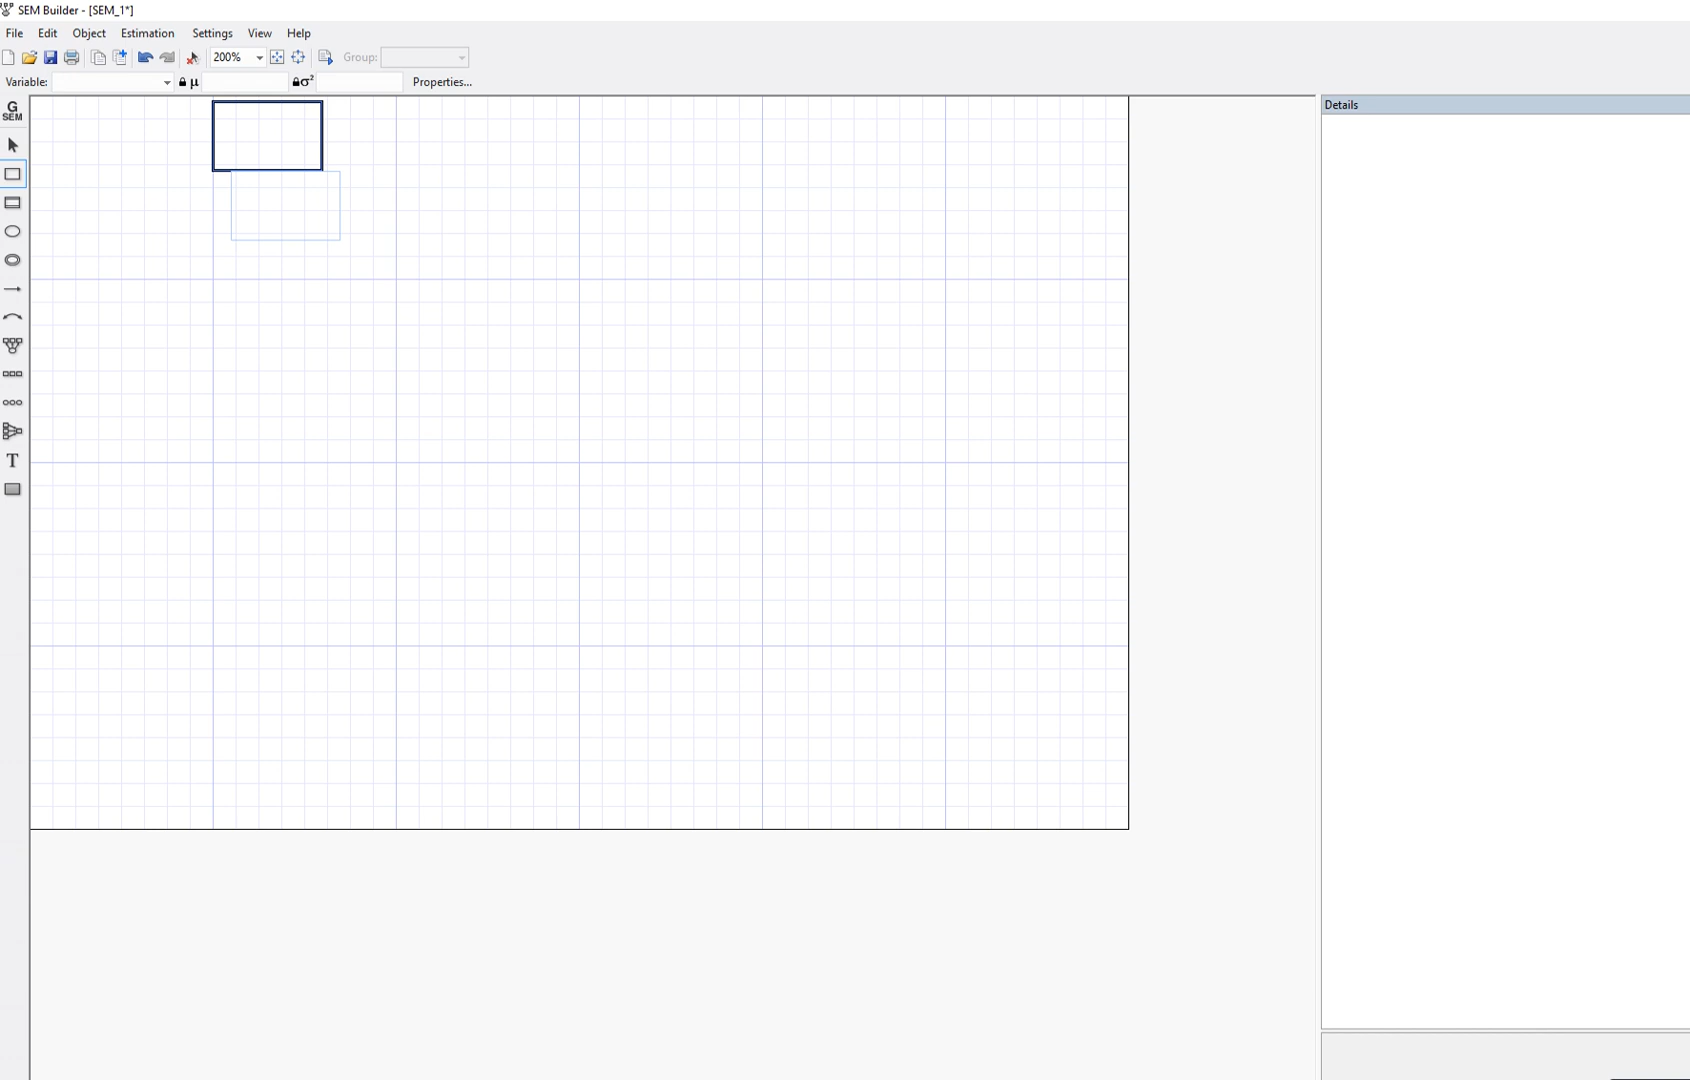 SEM Builder - [SEM_1*]
File Edit Object Estimation Settings View Help
200% Group:
Variable: μ σ² Properties...
G
SEM
Details
T